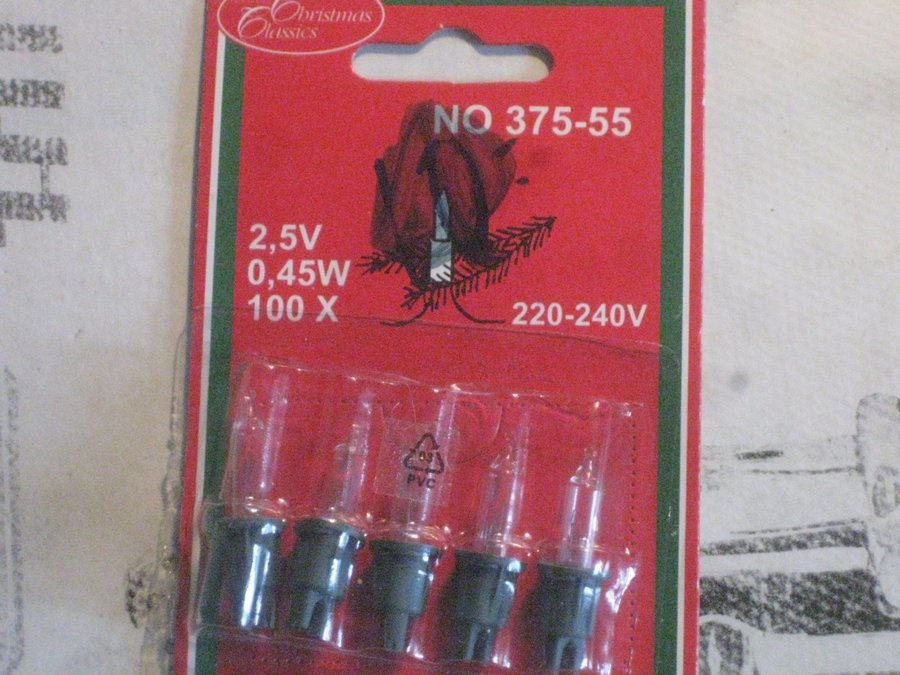 Christmas
Classics
NO 375-55
2,5V
0,45W
100 X
220-240V
03
PVC